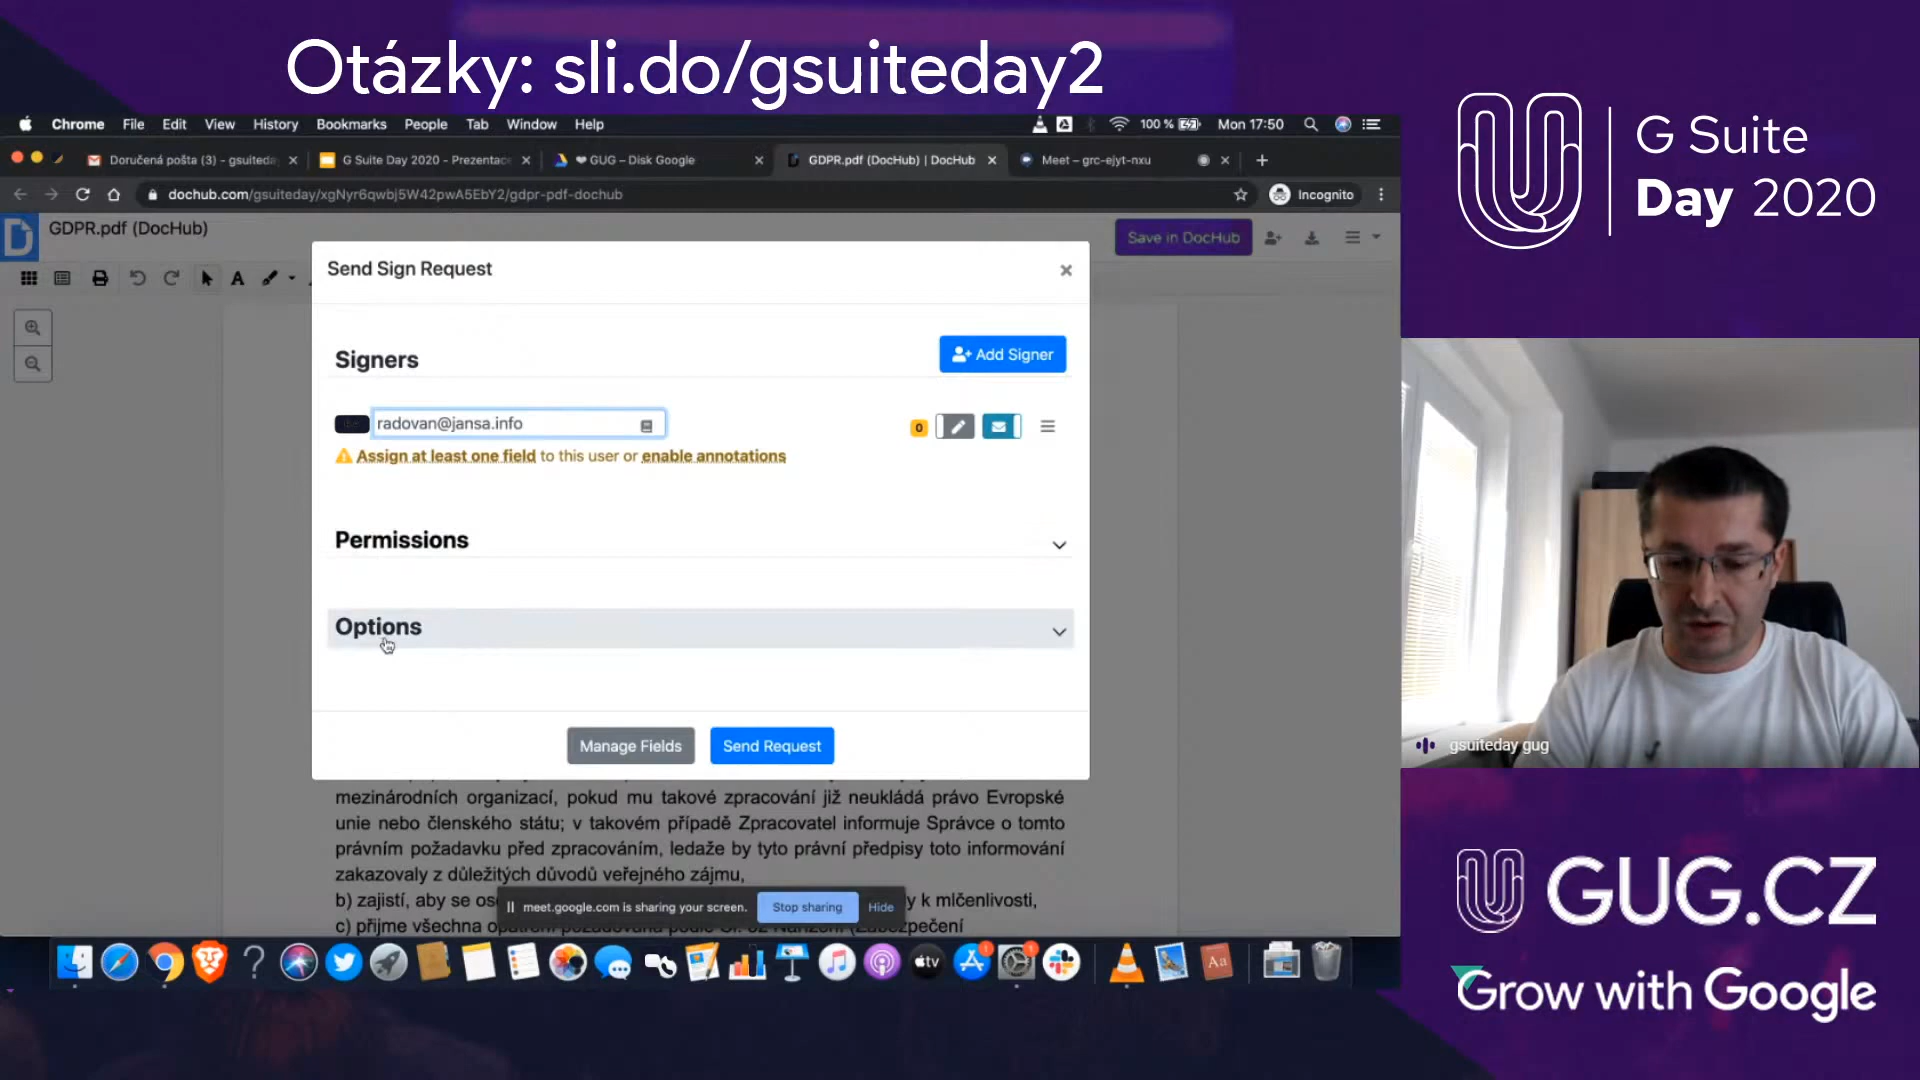 Otázky: sli.do/gsuiteday2
Chrome File Edit View History Bookmarks People Tab Window Help
100 % Mon 17:50
Doručená pošta (3) - gsuiteda
G Suite Day 2020 - Prezentace
❤ GUG – Disk Google
GDPR.pdf (DocHub) | DocHub
Meet – grc-ejyt-nxu
dochub.com/gsuiteday/xgNyr6qwbj5W42pwA5EbY2/gdpr-pdf-dochub
Incognito
GDPR.pdf (DocHub)
Save in DocHub
Send Sign Request
Signers
Add Signer
radovan@jansa.info
0
Assign at least one field to this user or enable annotations
Permissions
Options
Manage Fields
Send Request
mezinárodních organizací, pokud mu takové zpracování již neukládá právo Evropské
unie nebo členského státu; v takovém případě Zpracovatel informuje Správce o tomto
právním požadavku před zpracováním, ledaže by tyto právní předpisy toto informování
zakazovaly z důležitých důvodů veřejného zájmu,
b) zajistí, aby se k mlčenlivosti,
c) přijme všechna
meet.google.com is sharing your screen.
Stop sharing
Hide
tv
Aa
G Suite
Day 2020
gsuiteday gug
GUG.CZ
Grow with Google